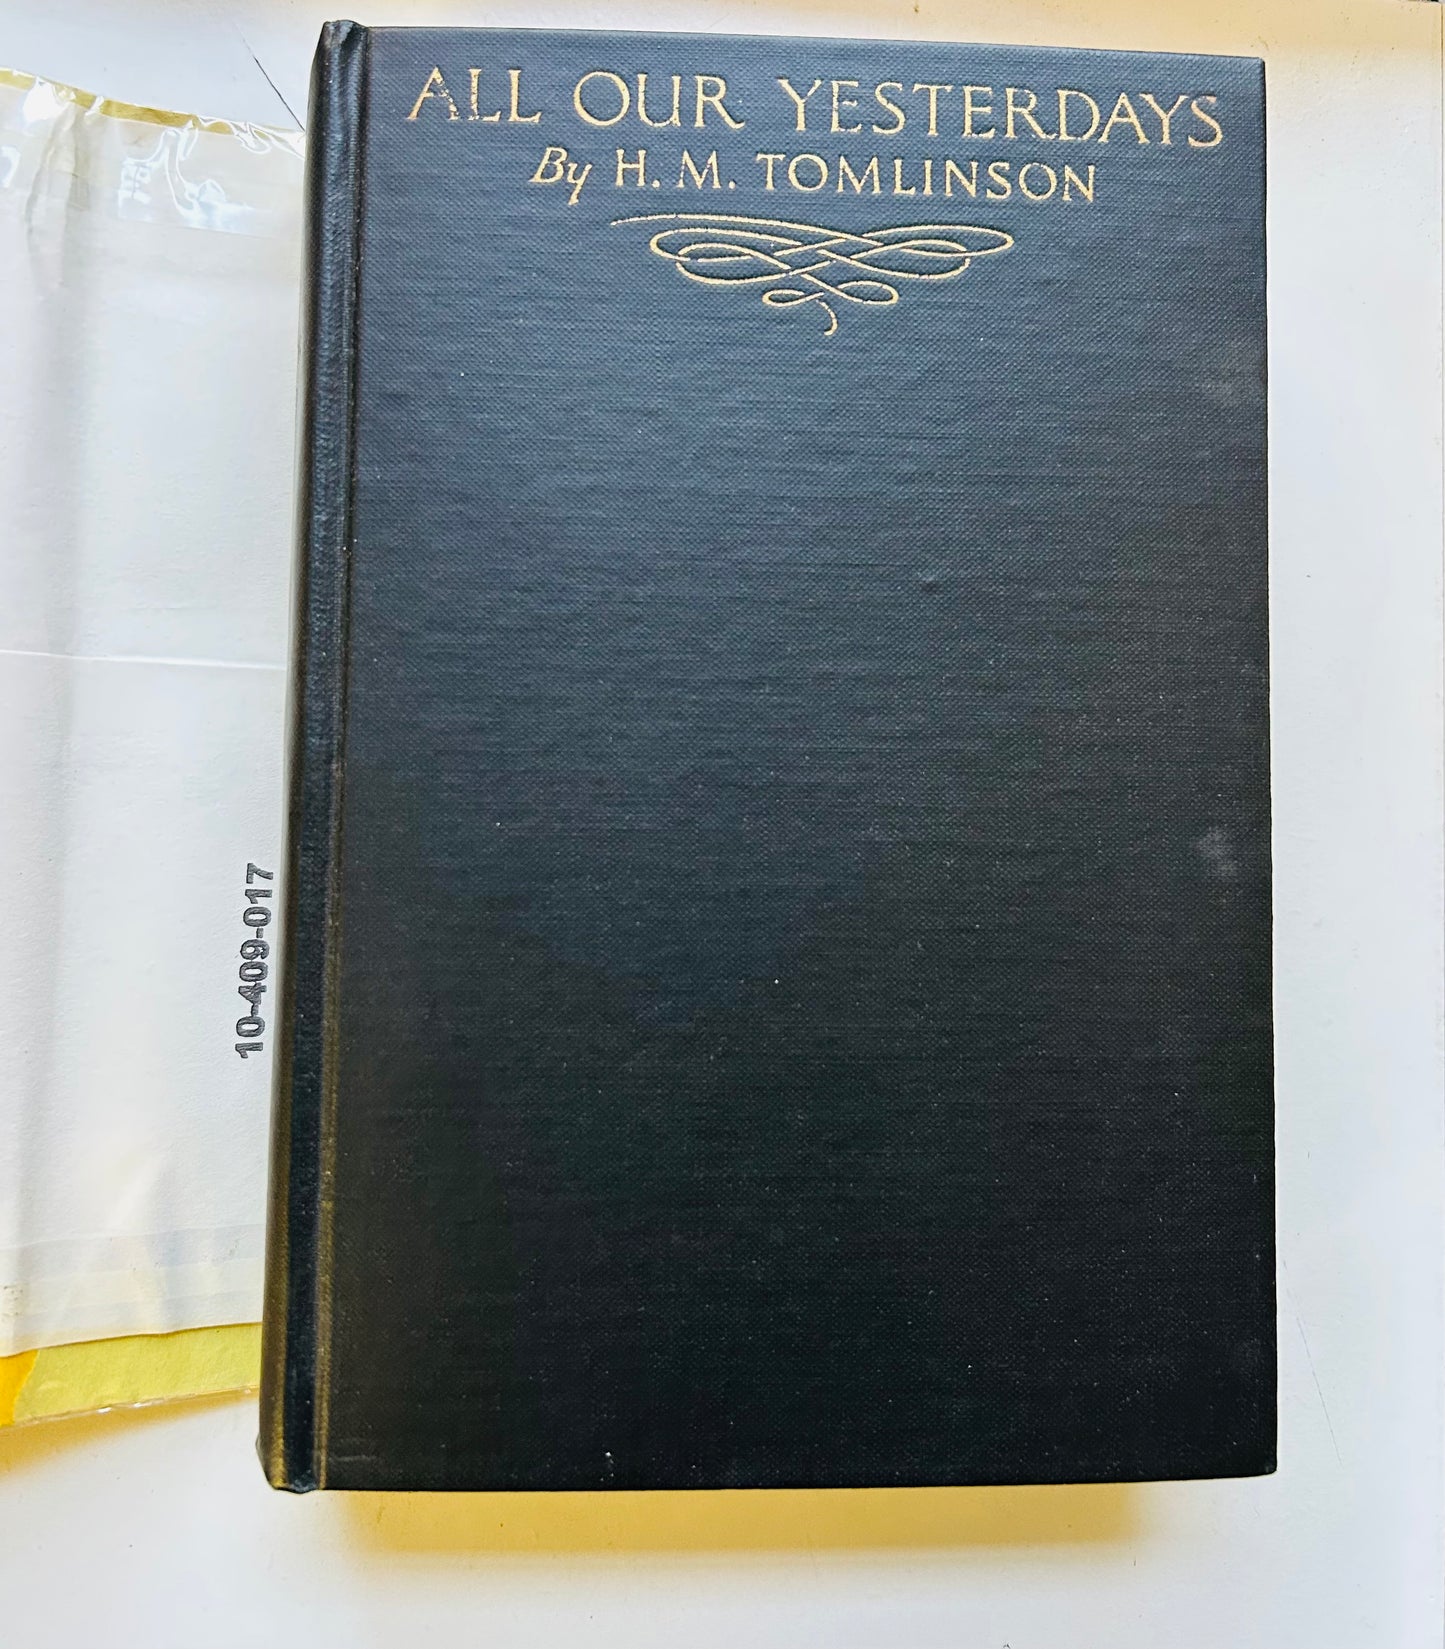 ALL OUR YESTERDAYS
By H. M. TOMLINSON
10-409-017